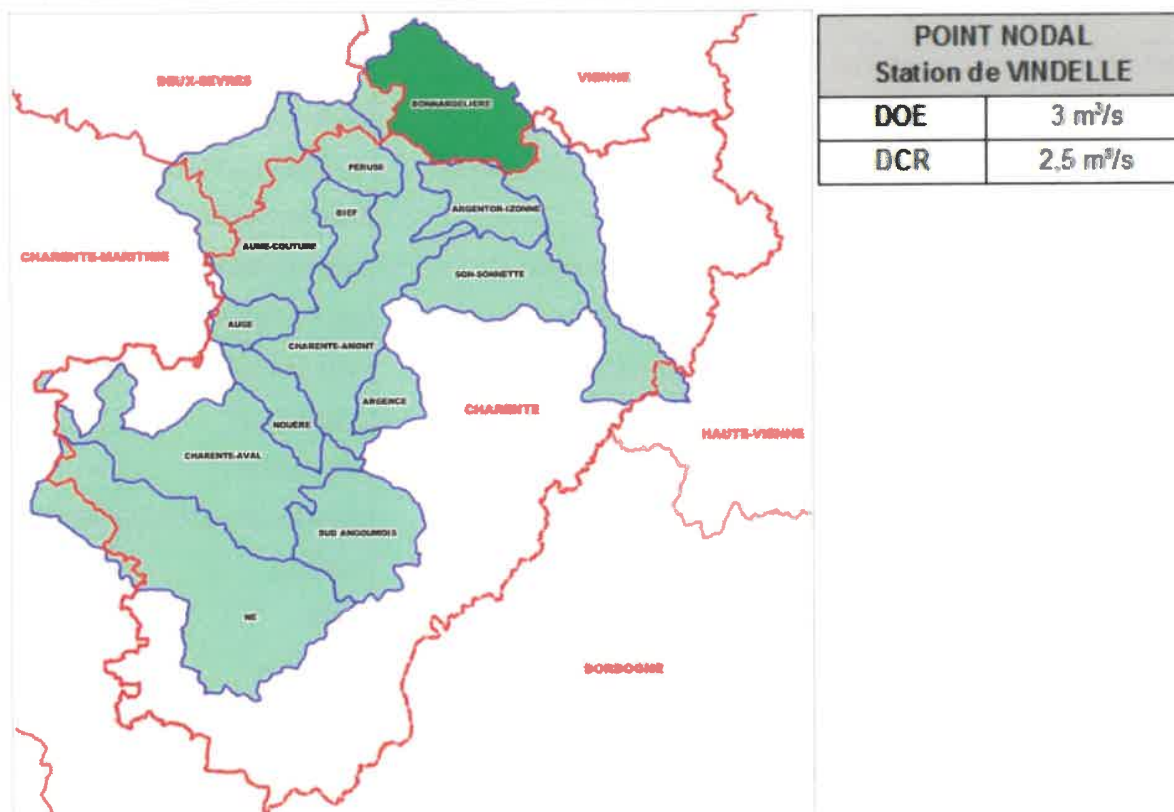 POINT NODAL
Station de VINDELLE
DOE 3 m³/s
DCR 2,5 m³/s
DEUX-SEVRES
VIENNE
BONNARDELIERE
PERUSE
BIEF
ARGENTOR-IZONNE
AUME-COUTURE
CHARENTE-MARITIME
SON-SONNETTE
AUGE
CHARENTE-AMONT
ARGENCE
CHARENTE
NOUÈRE
HAUTE-VIENNE
CHARENTE-AVAL
SUD ANGOUMOIS
NE
DORDOGNE